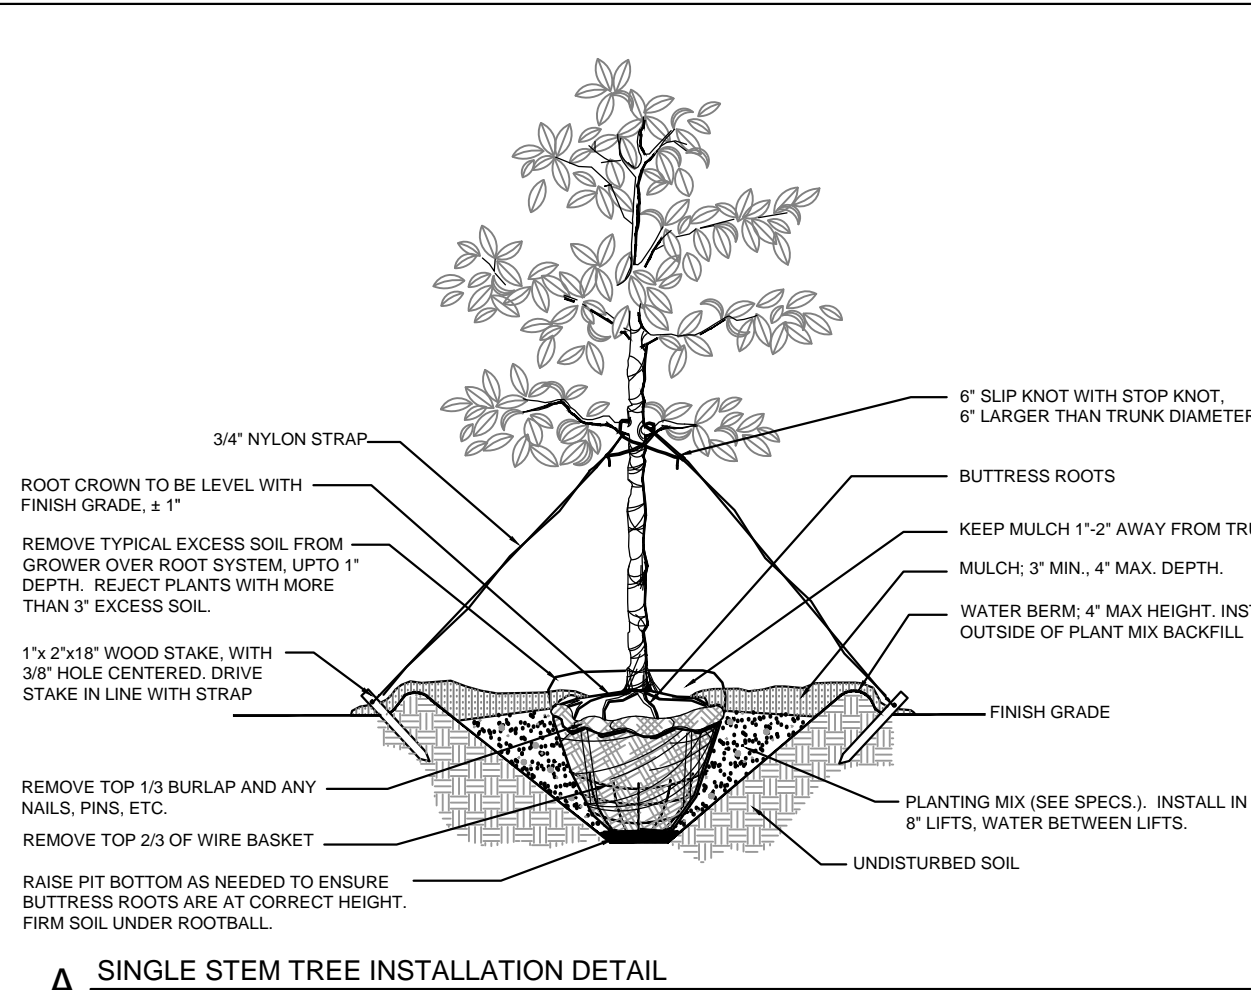 3/4" NYLON STRAP
ROOT CROWN TO BE LEVEL WITH
FINISH GRADE, ± 1"
REMOVE TYPICAL EXCESS SOIL FROM
GROWER OVER ROOT SYSTEM, UPTO 1"
DEPTH. REJECT PLANTS WITH MORE
THAN 3" EXCESS SOIL.
1"x 2"x18" WOOD STAKE, WITH
3/8" HOLE CENTERED. DRIVE
STAKE IN LINE WITH STRAP
REMOVE TOP 1/3 BURLAP AND ANY
NAILS, PINS, ETC.
REMOVE TOP 2/3 OF WIRE BASKET
RAISE PIT BOTTOM AS NEEDED TO ENSURE
BUTTRESS ROOTS ARE AT CORRECT HEIGHT.
FIRM SOIL UNDER ROOTBALL.
6" SLIP KNOT WITH STOP KNOT,
6" LARGER THAN TRUNK DIAMETER
BUTTRESS ROOTS
KEEP MULCH 1"-2" AWAY FROM
MULCH; 3" MIN., 4" MAX. DEPTH.
WATER BERM; 4" MAX HEIGHT.
OUTSIDE OF PLANT MIX BACKFILL
FINISH GRADE
PLANTING MIX (SEE SPECS.). INSTALL IN
8" LIFTS, WATER BETWEEN LIFTS.
UNDISTURBED SOIL
A SINGLE STEM TREE INSTALLATION DETAIL